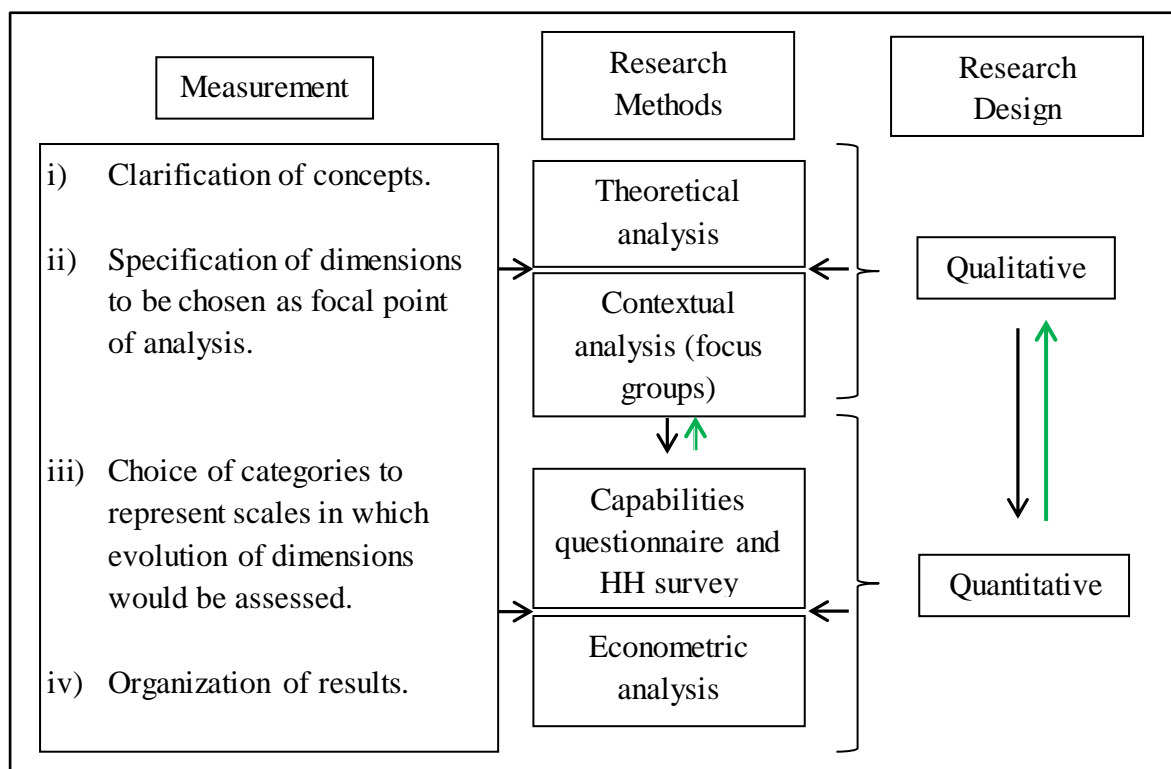 Measurement
Research
Methods
Research
Design
i) Clarification of concepts.
ii) Specification of dimensions
to be chosen as focal point
of analysis.
iii) Choice of categories to
represent scales in which
evolution of dimensions
would be assessed.
iv) Organization of results.
Theoretical
analysis
Contextual
analysis (focus
groups)
Capabilities
questionnaire and
HH survey
Econometric
analysis
Qualitative
Quantitative